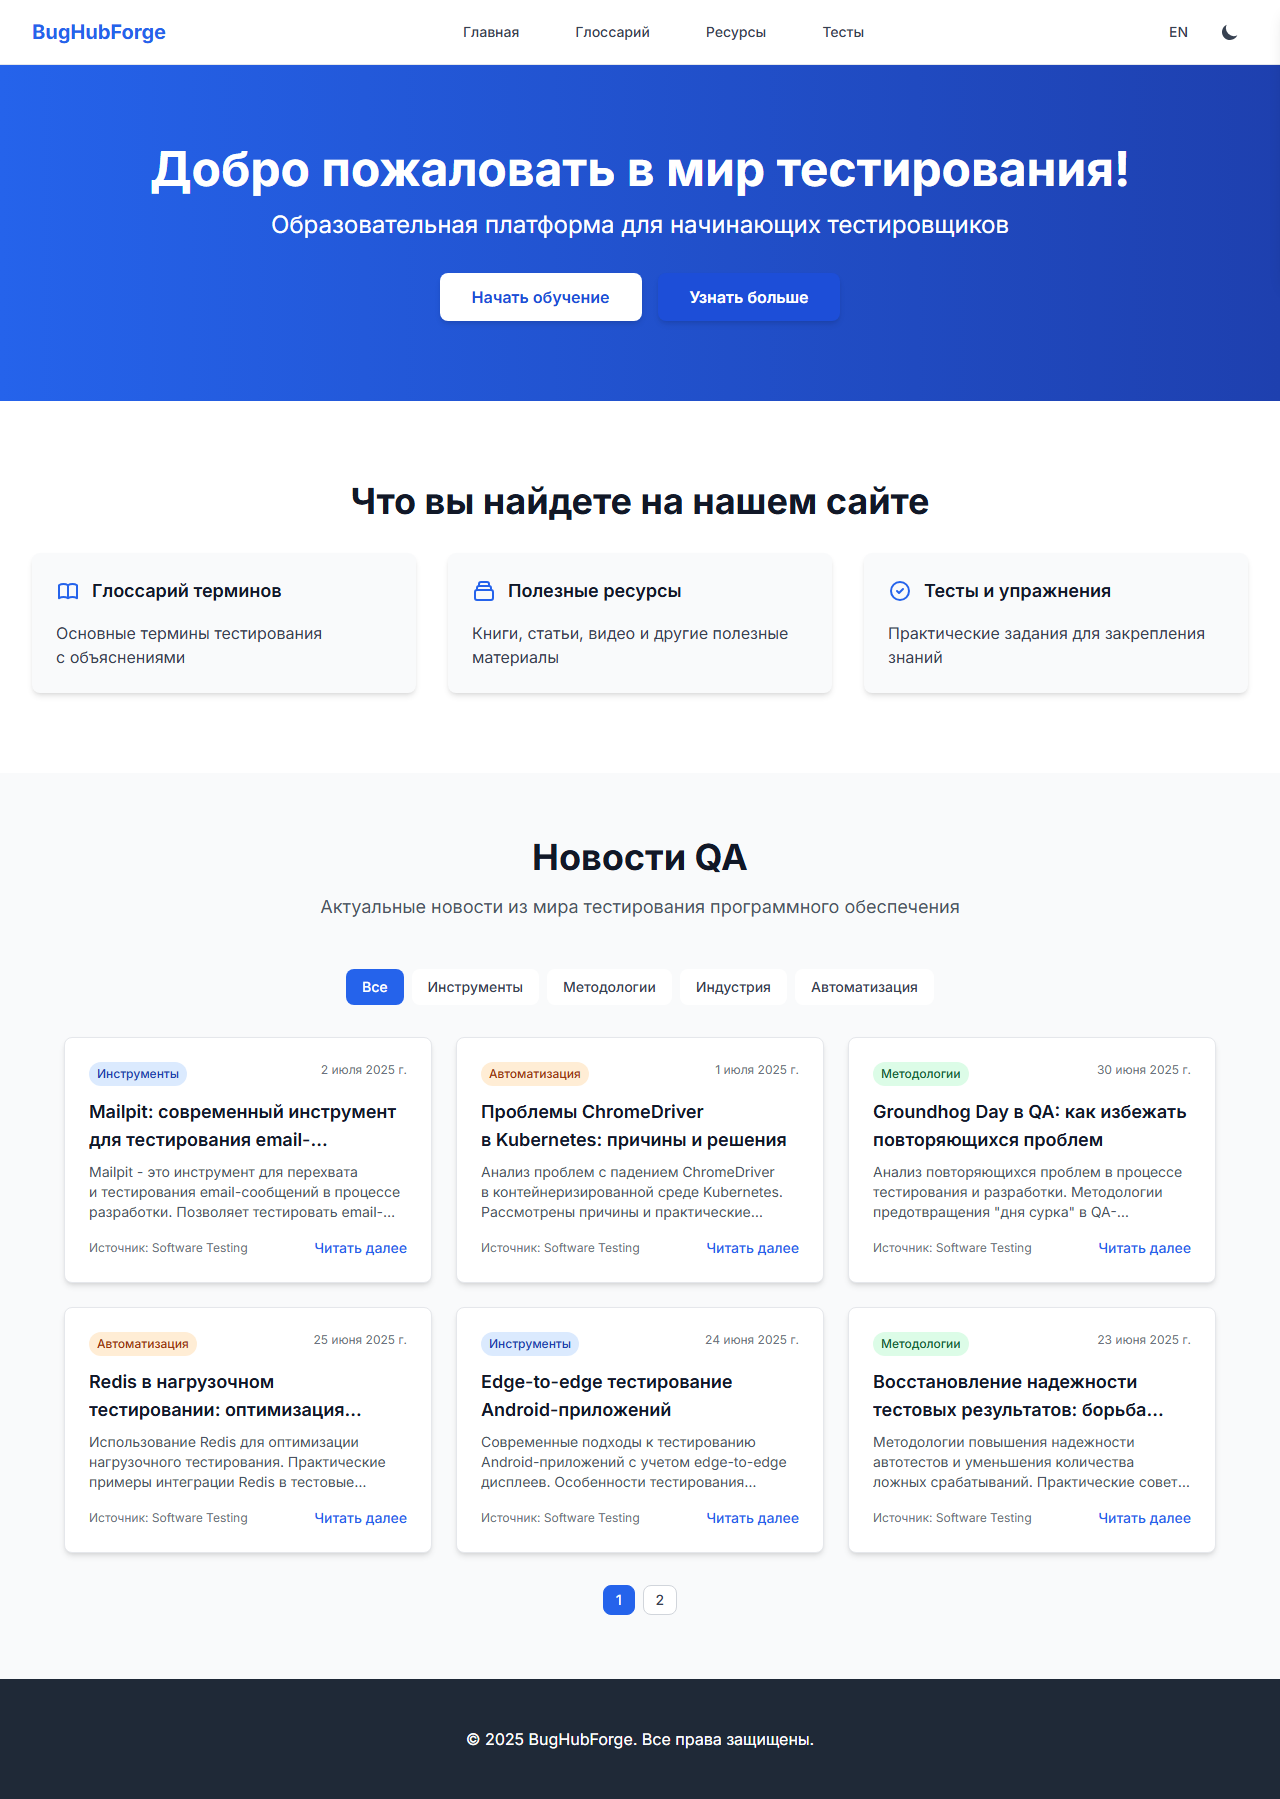 BugHubForge
Главная
Глоссарий
Ресурсы
Тесты
EN
Добро пожаловать в мир тестирования!
Образовательная платформа для начинающих тестировщиков
Начать обучение
Узнать больше
Что вы найдете на нашем сайте
Глоссарий терминов
Основные термины тестирования
с объяснениями
Полезные ресурсы
Книги, статьи, видео и другие полезные
материалы
Тесты и упражнения
Практические задания для закрепления
знаний
Новости QA
Актуальные новости из мира тестирования программного обеспечения
Все
Инструменты
Методологии
Индустрия
Автоматизация
Инструменты
2 июля 2025 г.
Mailpit: современный инструмент
для тестирования email-...
Mailpit - это инструмент для перехвата
и тестирования email-сообщений в процессе
разработки. Позволяет тестировать email-...
Источник: Software Testing
Читать далее
Автоматизация
1 июля 2025 г.
Проблемы ChromeDriver
в Kubernetes: причины и решения
Анализ проблем с падением ChromeDriver
в контейнеризированной среде Kubernetes.
Рассмотрены причины и практические...
Источник: Software Testing
Читать далее
Методологии
30 июня 2025 г.
Groundhog Day в QA: как избежать
повторяющихся проблем
Анализ повторяющихся проблем в процессе
тестирования и разработки. Методологии
предотвращения "дня сурка" в QA-...
Источник: Software Testing
Читать далее
Автоматизация
25 июня 2025 г.
Redis в нагрузочном
тестировании: оптимизация...
Использование Redis для оптимизации
нагрузочного тестирования. Практические
примеры интеграции Redis в тестовые...
Источник: Software Testing
Читать далее
Инструменты
24 июня 2025 г.
Edge-to-edge тестирование
Android-приложений
Современные подходы к тестированию
Android-приложений с учетом edge-to-edge
дисплеев. Особенности тестирования...
Источник: Software Testing
Читать далее
Методологии
23 июня 2025 г.
Восстановление надежности
тестовых результатов: борьба...
Методологии повышения надежности
автотестов и уменьшения количества
ложных срабатываний. Практические совет...
Источник: Software Testing
Читать далее
1
2
© 2025 BugHubForge. Все права защищены.